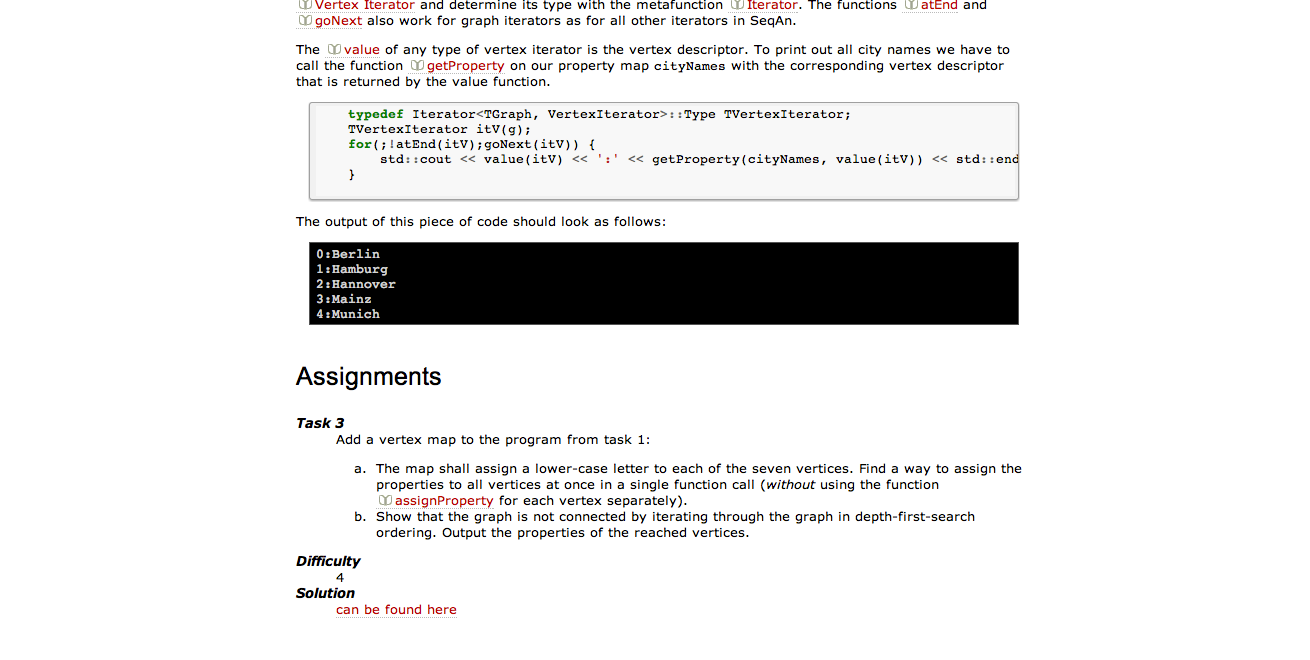 Vertex Iterator and determine its type with the metafunction Iterator. The functions atEnd and
goNext also work for graph iterators as for all other iterators in SeqAn.
The value of any type of vertex iterator is the vertex descriptor. To print out all city names we have to
call the function getProperty on our property map cityNames with the corresponding vertex descriptor
that is returned by the value function.
typedef Iterator<TGraph, VertexIterator>::Type TVertexIterator;
TVertexIterator itV(g);
for(;!atEnd(itV);goNext(itV)) {
std::cout << value(itV) << ':' << getProperty(cityNames, value(itV)) << std::end
}
The output of this piece of code should look as follows:
0:Berlin
1:Hamburg
2:Hannover
3:Mainz
4:Munich
Assignments
Task 3
Add a vertex map to the program from task 1:
a. The map shall assign a lower-case letter to each of the seven vertices. Find a way to assign the
properties to all vertices at once in a single function call (without using the function
assignProperty for each vertex separately).
b. Show that the graph is not connected by iterating through the graph in depth-first-search
ordering. Output the properties of the reached vertices.
Difficulty
4
Solution
can be found here